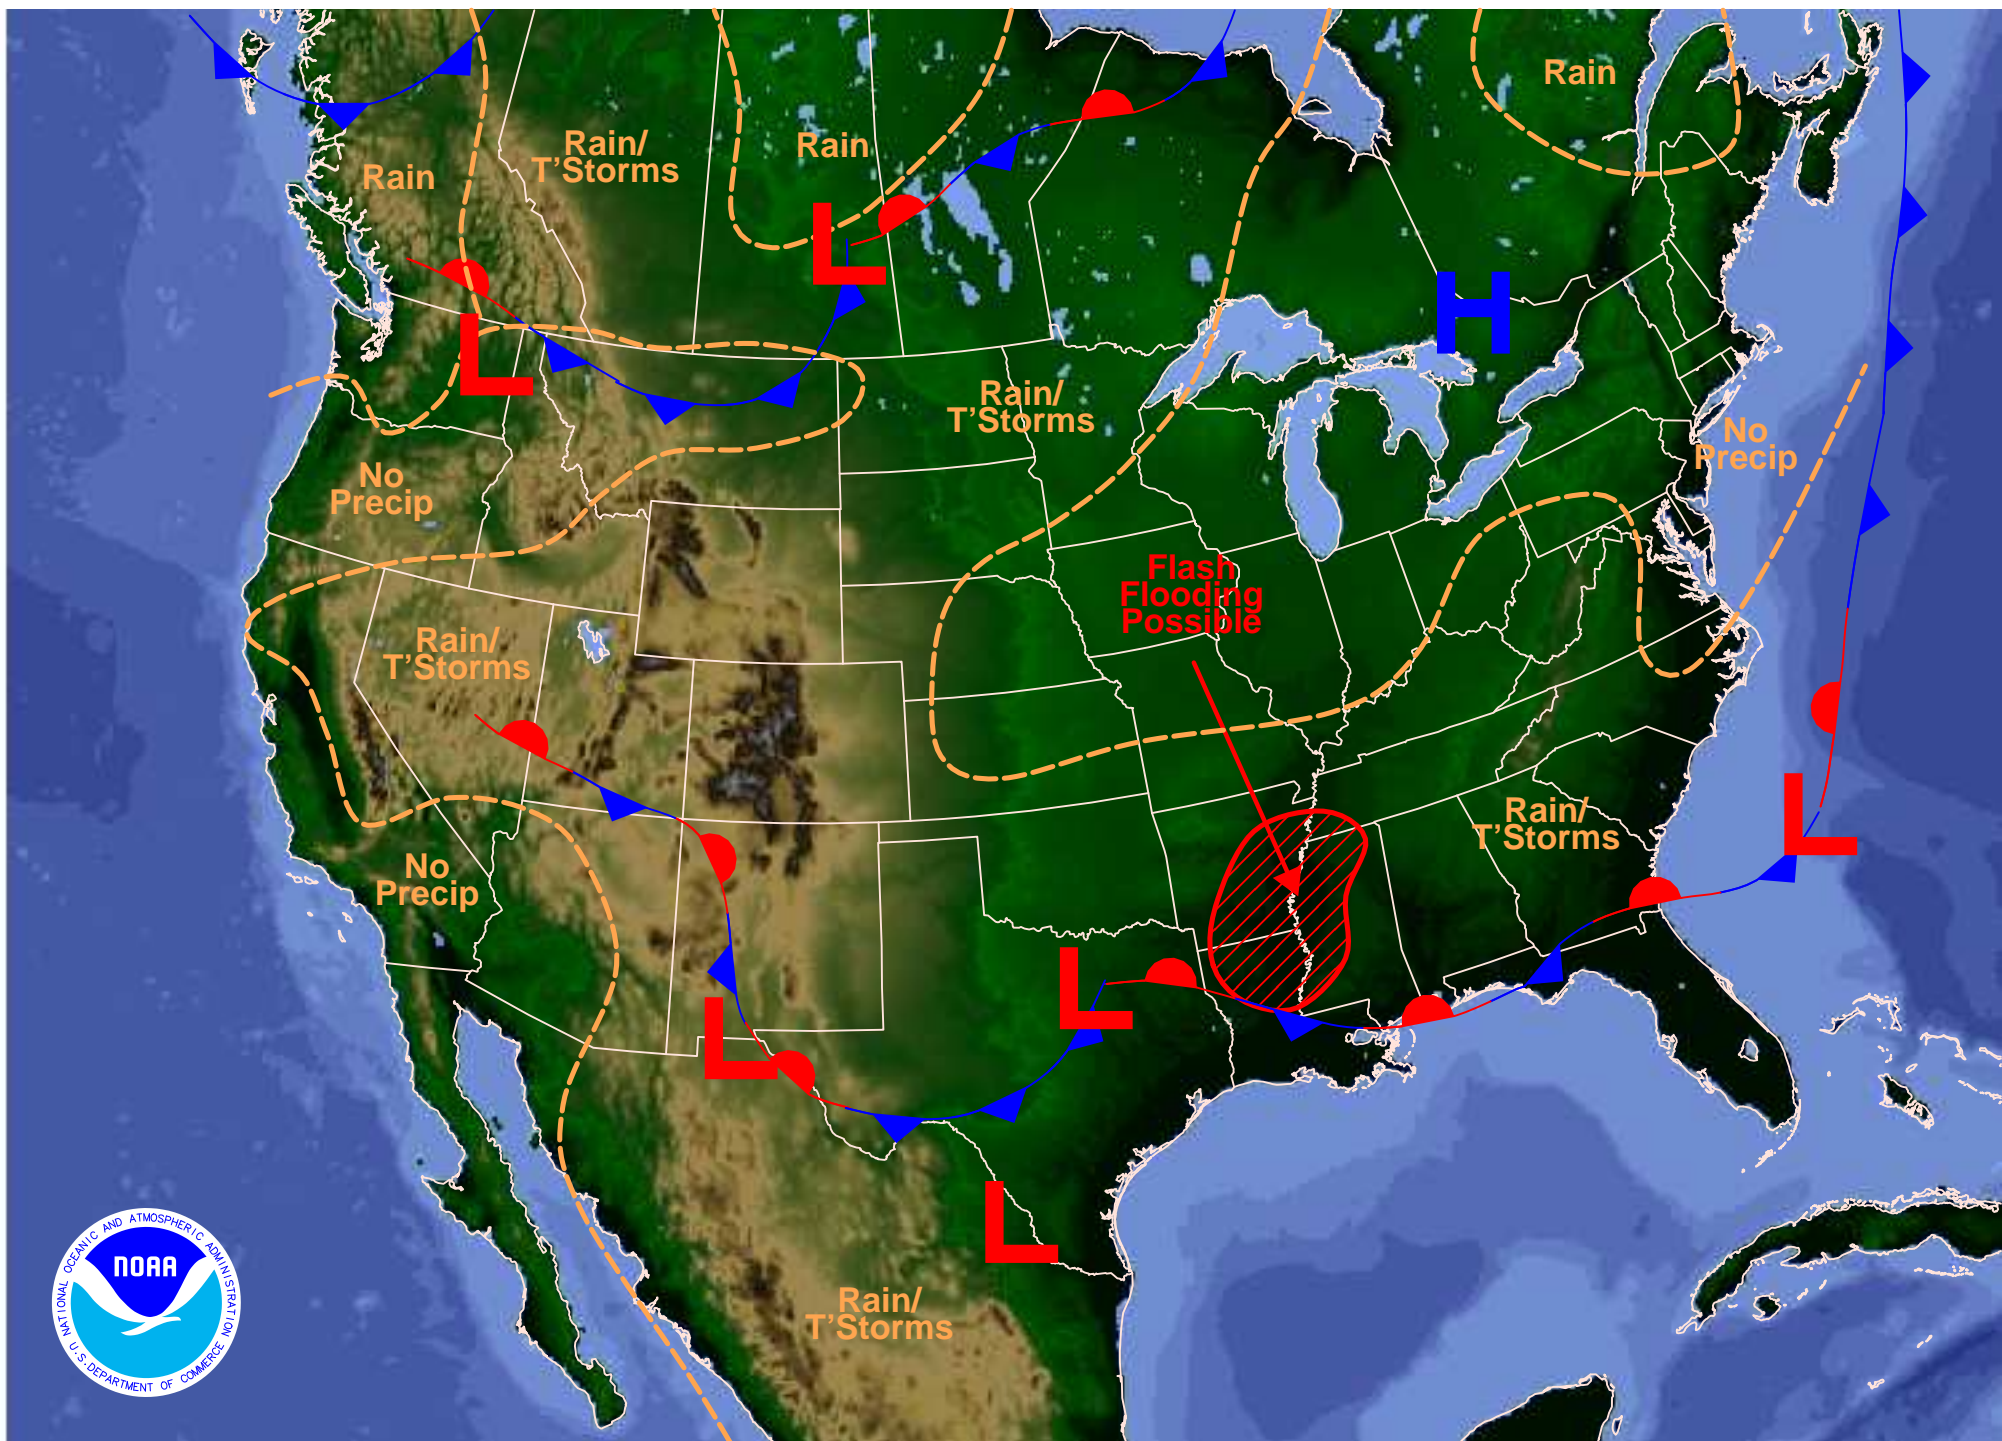 Rain
Rain/
T'Storms
Rain
Rain
L
L
H
Rain/
T'Storms
No
Precip
No
Precip
Flash
Flooding
Possible
Rain/
T'Storms
L
Rain/
T'Storms
No
Precip
L
L
L
Rain/
T'Storms
NATIONAL OCEANIC AND ATMOSPHERIC ADMINISTRATION
NOAA
U.S. DEPARTMENT OF COMMERCE